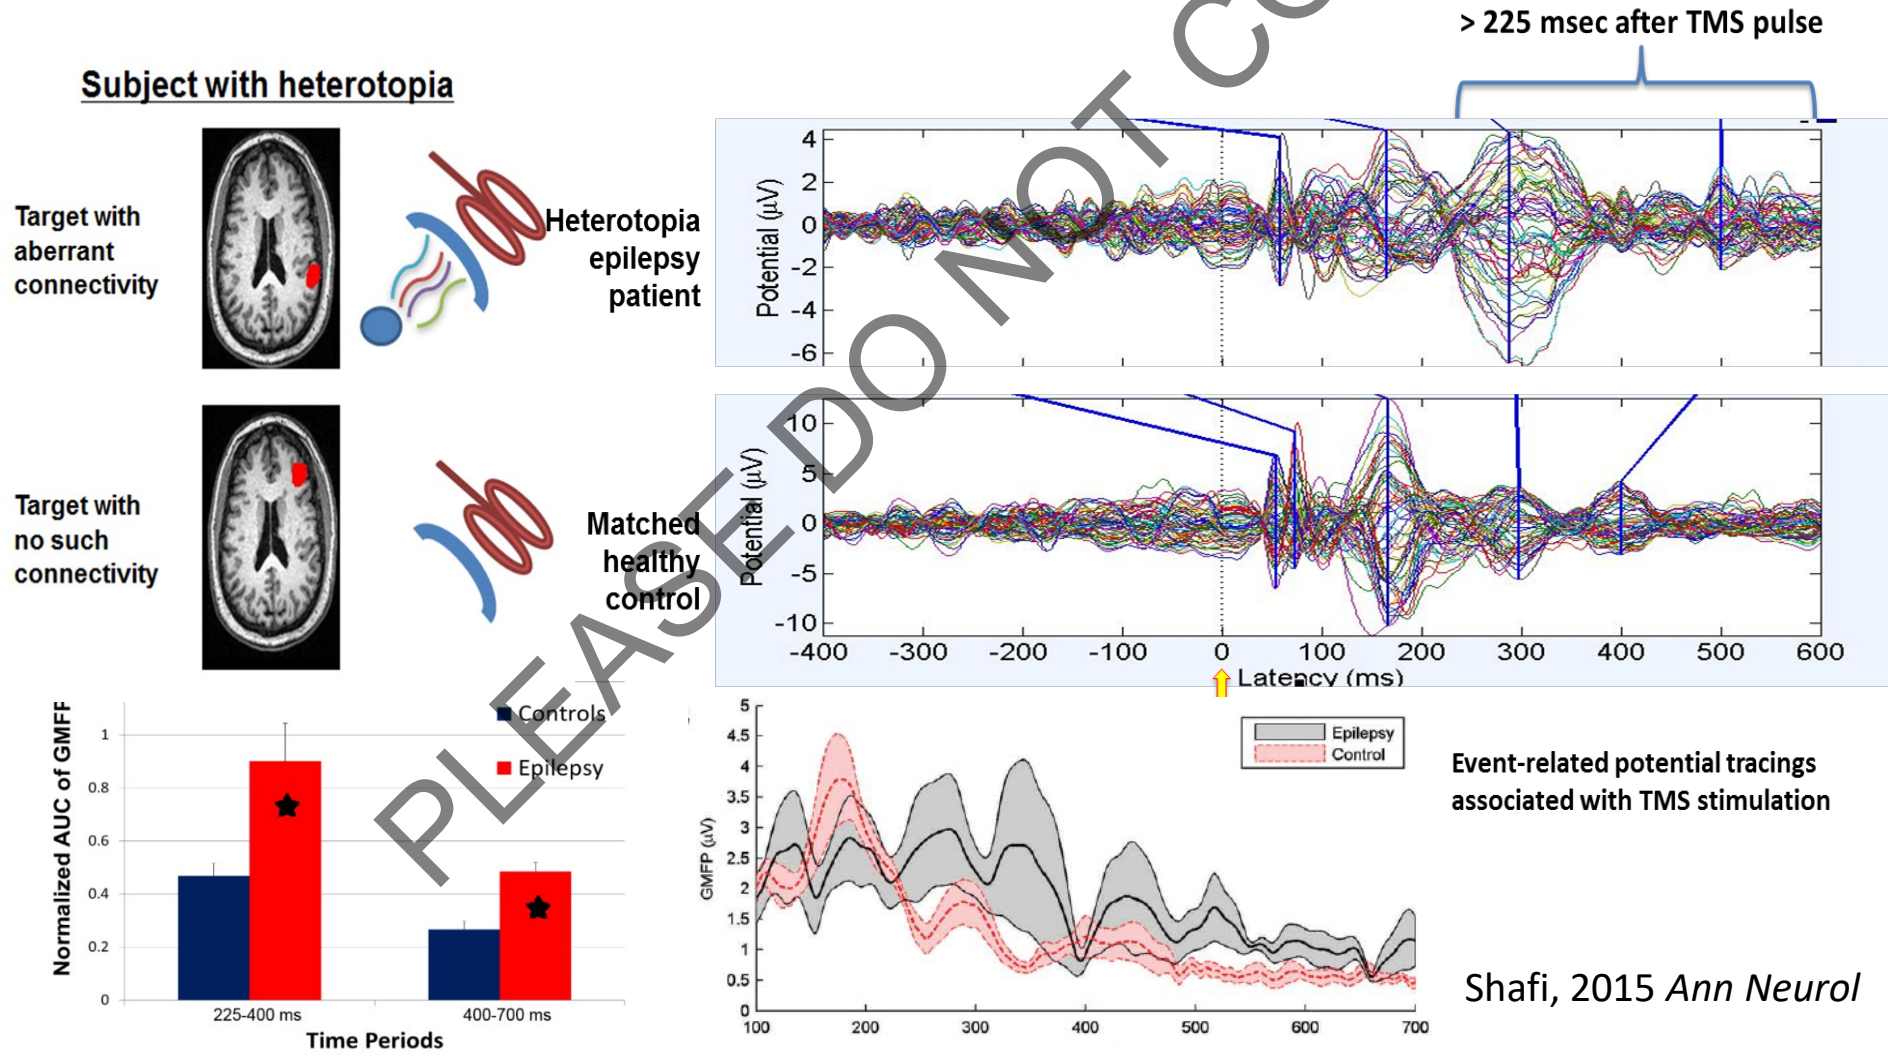 > 225 msec after TMS pulse
Subject with heterotopia
Target with
aberrant
connectivity
Heterotopia
epilepsy
patient
Potential (µV)
4
2
0
-2
-4
-6
Target with
no such
connectivity
Matched
healthy
control
Potential (µV)
10
5
0
-5
-10
-400
-300
-200
-100
0
100
200
300
400
500
600
Latency (ms)
Normalized AUC of GMFP
1
0.8
0.6
0.4
0.2
0
Controls
Epilepsy
225-400 ms
400-700 ms
Time Periods
GMFP (µV)
5
4.5
4
3.5
3
2.5
2
1.5
1
0.5
0
100
200
300
400
500
600
700
Epilepsy
Control
Event-related potential tracings
associated with TMS stimulation
Shafi, 2015 Ann Neurol
PLEASE DO NOT